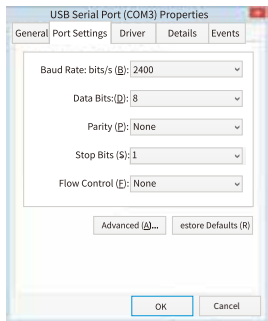 USB Serial Port (COM3) Properties
General Port Settings Driver Details Events
Baud Rate: bits/s (B): 2400
Data Bits:(D): 8
Parity (P): None
Stop Bits (S): 1
Flow Control (F): None
Advanced (A)... estore Defaults (R)
OK Cancel